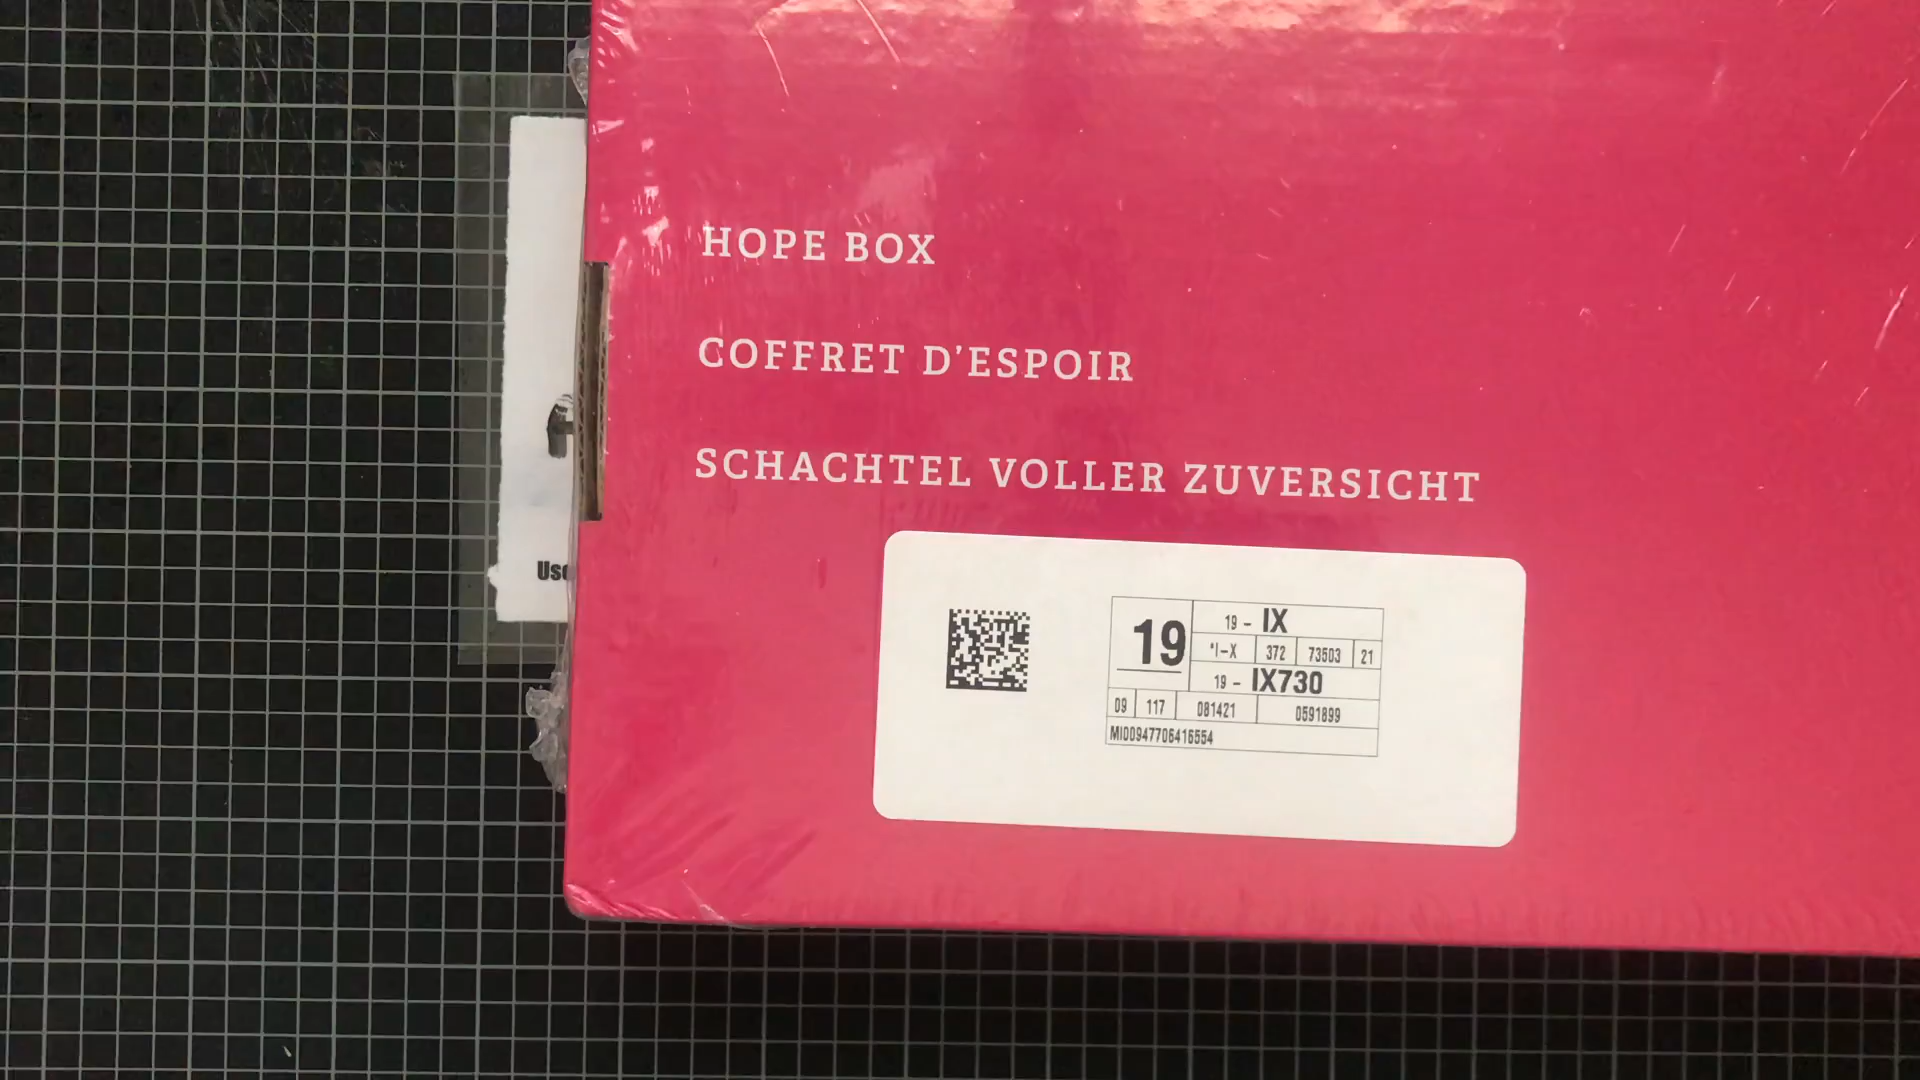 HOPE BOX
COFFRET D'ESPOIR
SCHACHTEL VOLLER ZUVERSICHT
19
19 - IX
*I-X 372 73503 21
19 - IX730
09 117 081421 0591899
MI00947706416554